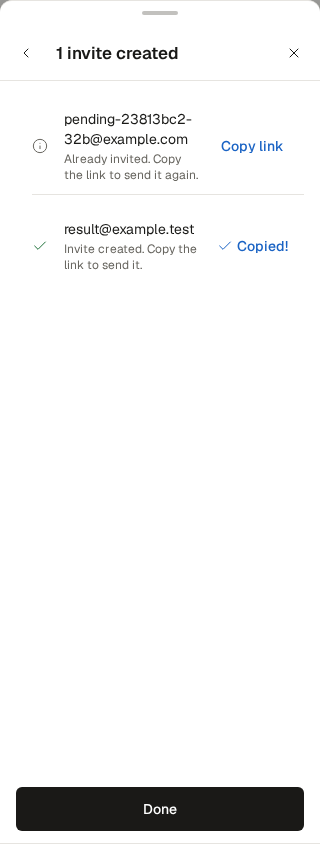 1 invite created
pending-23813bc2-
32b@example.com
Already invited. Copy
the link to send it again.
Copy link
result@example.test
Invite created. Copy the
link to send it.
Copied!
Done